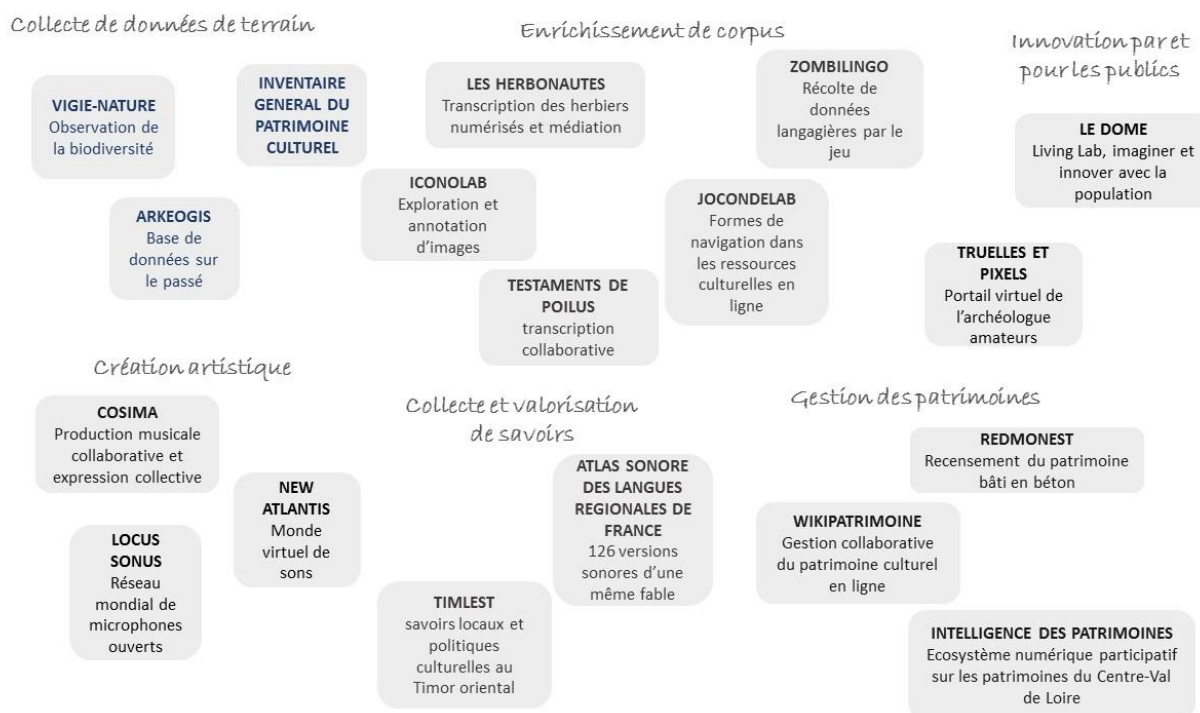 Collecte de données de terrain
VIGIE-NATURE
Observation de
la biodiversité
INVENTAIRE
GENERAL DU
PATRIMOINE
CULTUREL
ARKEOGIS
Base de
données sur
le passé
Enrichissement de corpus
LES HERBONAUTES
Transcription des herbiers
numérisés et médiation
ZOMBILINGO
Récolte de
données
langagières par le
jeu
ICONOLAB
Exploration et
annotation
d'images
JOCONDELAB
Formes de
navigation dans
les ressources
culturelles en
ligne
TESTAMENTS DE
POILUS
transcription
collaborative
Innovation par et
pour les publics
LE DOME
Living Lab, imaginer et
innover avec la
population
TRUELLES ET
PIXELS
Portail virtuel de
l'archéologue
amateurs
Création artistique
COSIMA
Production musicale
collaborative et
expression collective
NEW
ATLANTIS
Monde
virtuel de
sons
LOCUS
SONUS
Réseau
mondial de
microphones
ouverts
Collecte et valorisation
de savoirs
ATLAS SONORE
DES LANGUES
REGIONALES DE
FRANCE
126 versions
sonores d'une
même fable
TIMLEST
savoirs locaux et
politiques
culturelles au
Timor oriental
Gestion des patrimoines
REDMONEST
Recensement du patrimoine
bâti en béton
WIKIPATRIMOINE
Gestion collaborative
du patrimoine culturel
en ligne
INTELLIGENCE DES PATRIMOINES
Ecosystème numérique participatif
sur les patrimoines du Centre-Val
de Loire